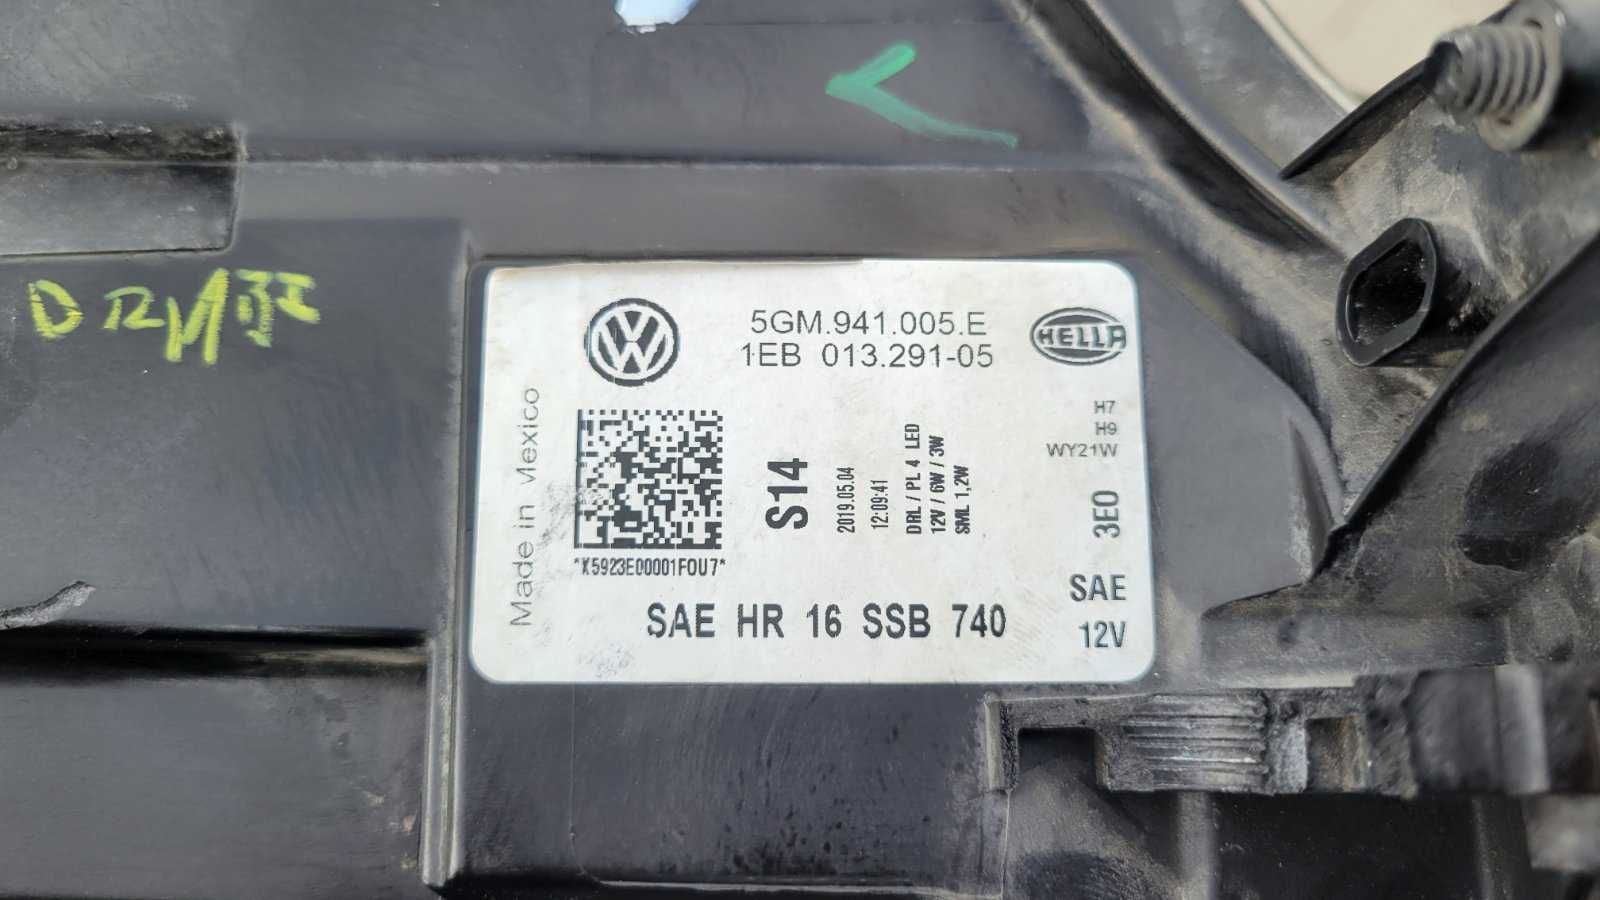 5GM.941.005.E
1EB 013.291-05
HELLA
Made in Mexico
H7
H9
WY21W
S14
2019.05.04
12:09:41
DRL / PL 4 LED
12V / 6W / 3W
SML 1,2W
3E0
*K5923E00001FOU7*
SAE HR 16 SSB 740
SAE
12V